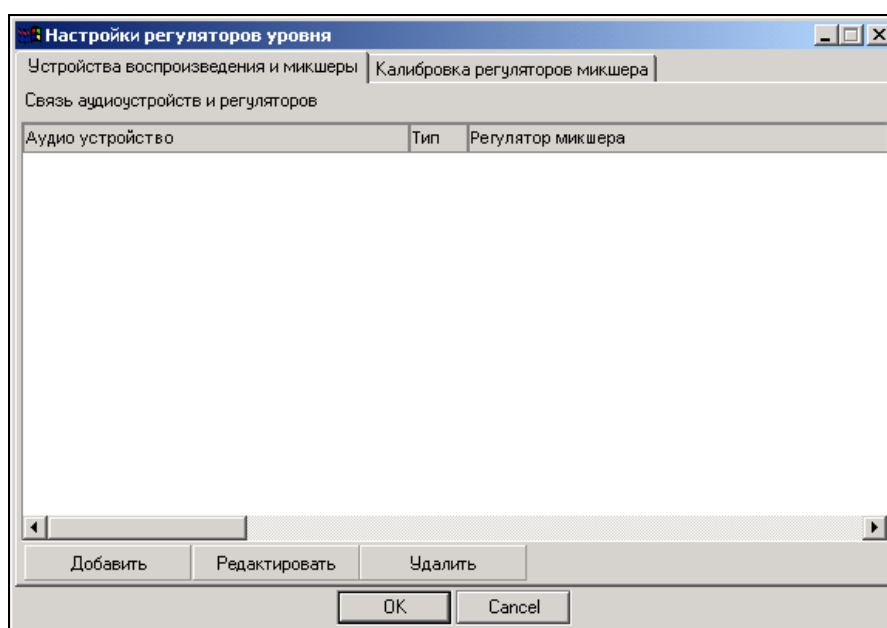 Настройки регуляторов уровня
Устройства воспроизведения и микшеры Калибровка регуляторов микшера
Связь аудиоустройств и регуляторов
Аудио устройство Тип Регулятор микшера
Добавить Редактировать Удалить
OK Cancel